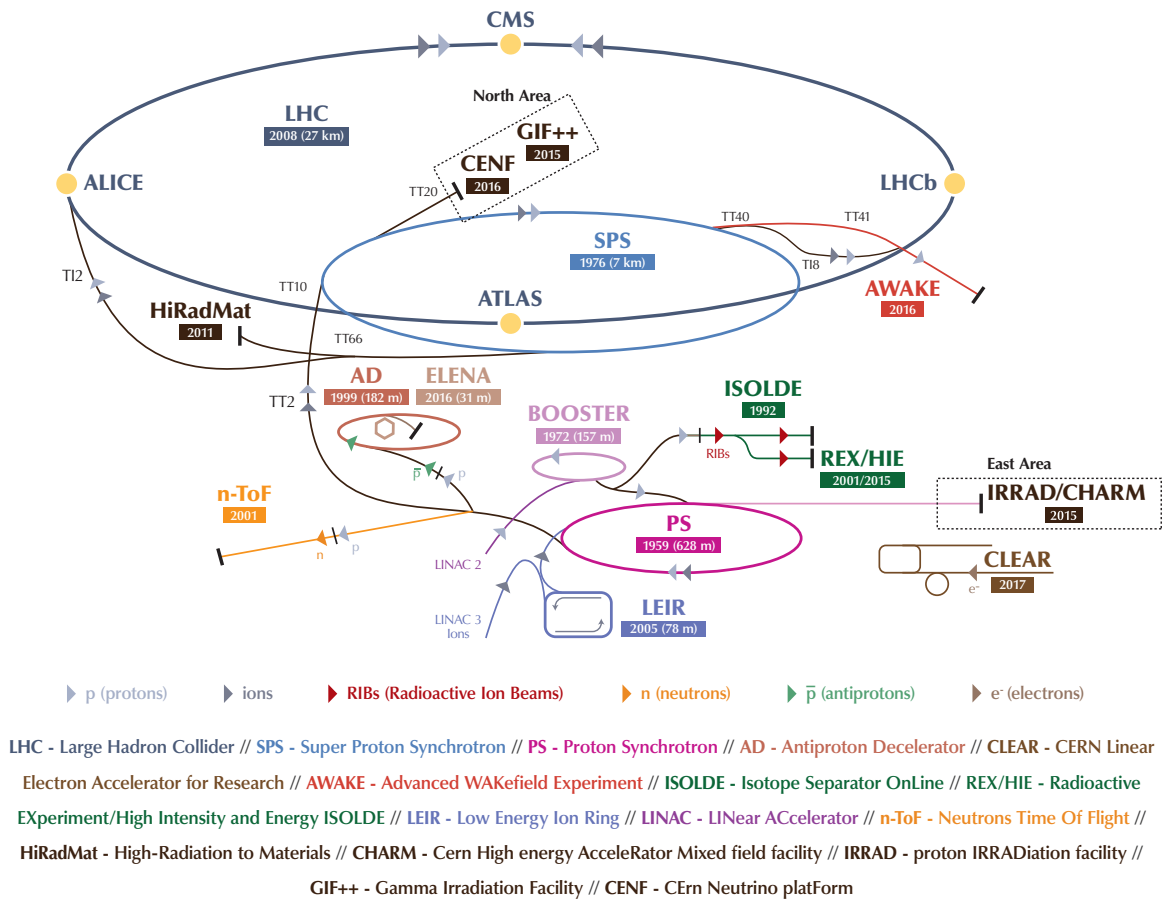 CMS
North Area
LHC
2008 (27 km)
GIF++
2015
CENF
2016
ALICE
LHCb
TT20
TT40
TT41
SPS
1976 (7 km)
TI8
TI2
TT10
AWAKE
2016
ATLAS
HiRadMat
2011
TT66
AD
1999 (182 m)
ELENA
2016 (31 m)
TT2
ISOLDE
1992
BOOSTER
1972 (157 m)
RIBs
REX/HIE
2001/2015
p̅
p
East Area
IRRAD/CHARM
2015
n-ToF
2001
n
p
PS
1959 (628 m)
LINAC 2
CLEAR
2017
e-
LEIR
2005 (78 m)
LINAC 3
Ions
p (protons)
ions
RIBs (Radioactive Ion Beams)
n (neutrons)
p̅ (antiprotons)
e- (electrons)
LHC - Large Hadron Collider // SPS - Super Proton Synchrotron // PS - Proton Synchrotron // AD - Antiproton Decelerator // CLEAR - CERN Linear
Electron Accelerator for Research // AWAKE - Advanced WAKefield Experiment // ISOLDE - Isotope Separator OnLine // REX/HIE - Radioactive
EXperiment/High Intensity and Energy ISOLDE // LEIR - Low Energy Ion Ring // LINAC - LINear ACcelerator // n-ToF - Neutrons Time Of Flight //
HiRadMat - High-Radiation to Materials // CHARM - Cern High energy AcceleRator Mixed field facility // IRRAD - proton IRRADiation facility //
GIF++ - Gamma Irradiation Facility // CENF - CErn Neutrino platForm